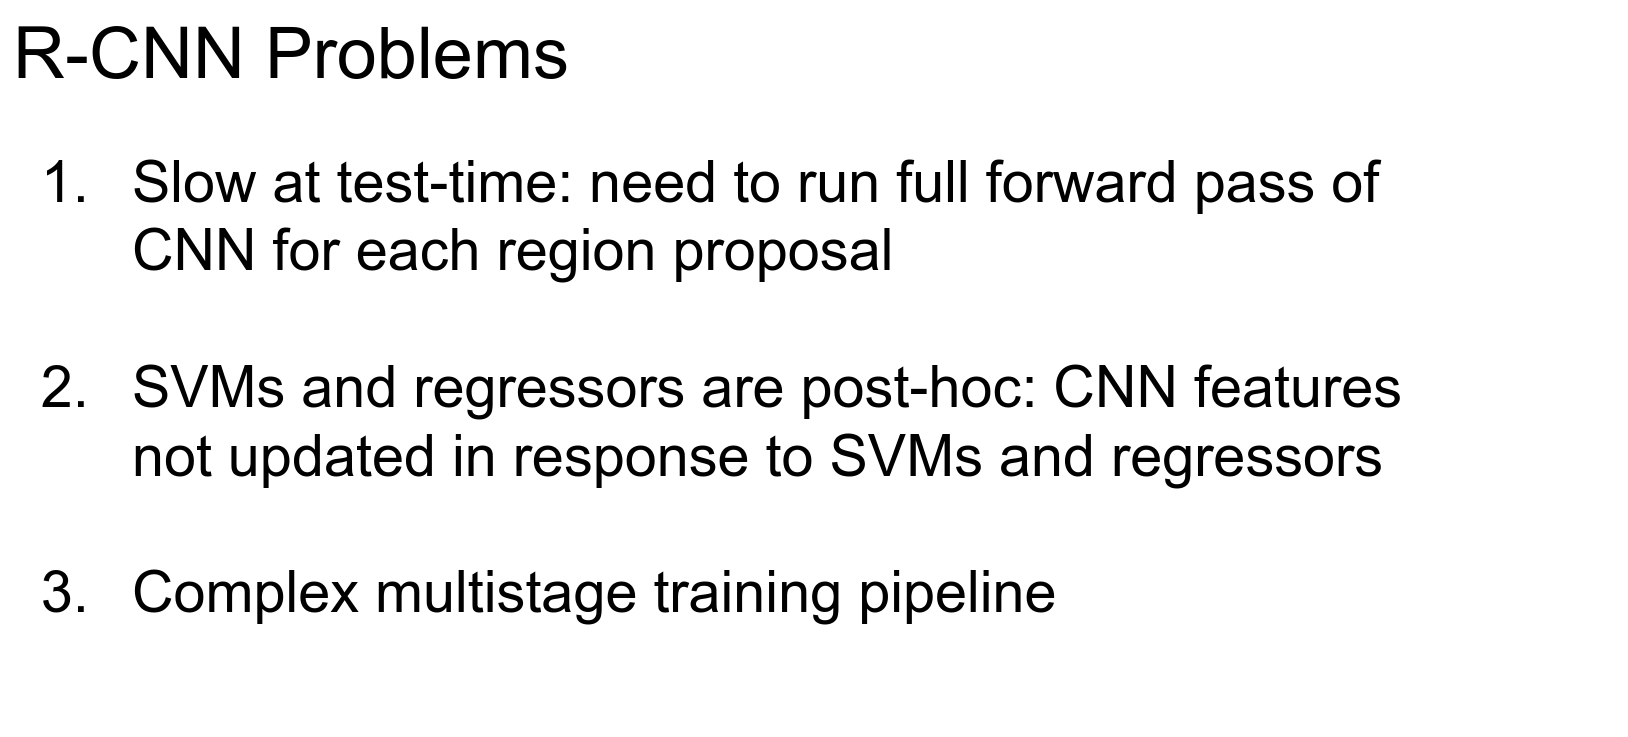 R-CNN Problems
1. Slow at test-time: need to run full forward pass of
CNN for each region proposal
2. SVMs and regressors are post-hoc: CNN features
not updated in response to SVMs and regressors
3. Complex multistage training pipeline